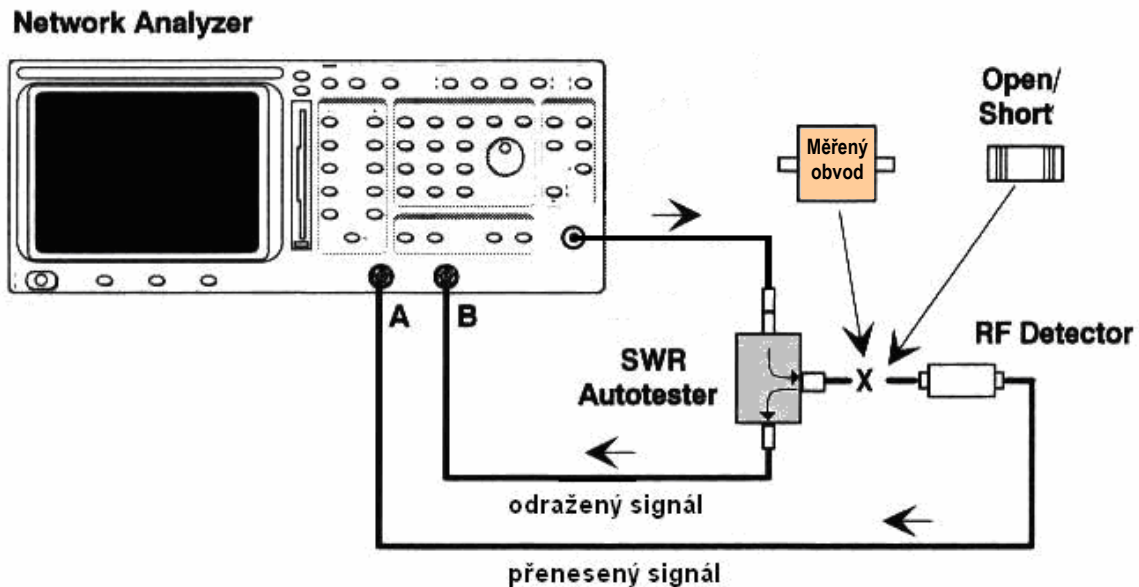 Network Analyzer
Open/
Short
Měřený
obvod
A
B
SWR
Autotester
X
RF Detector
odražený signál
přenesený signál